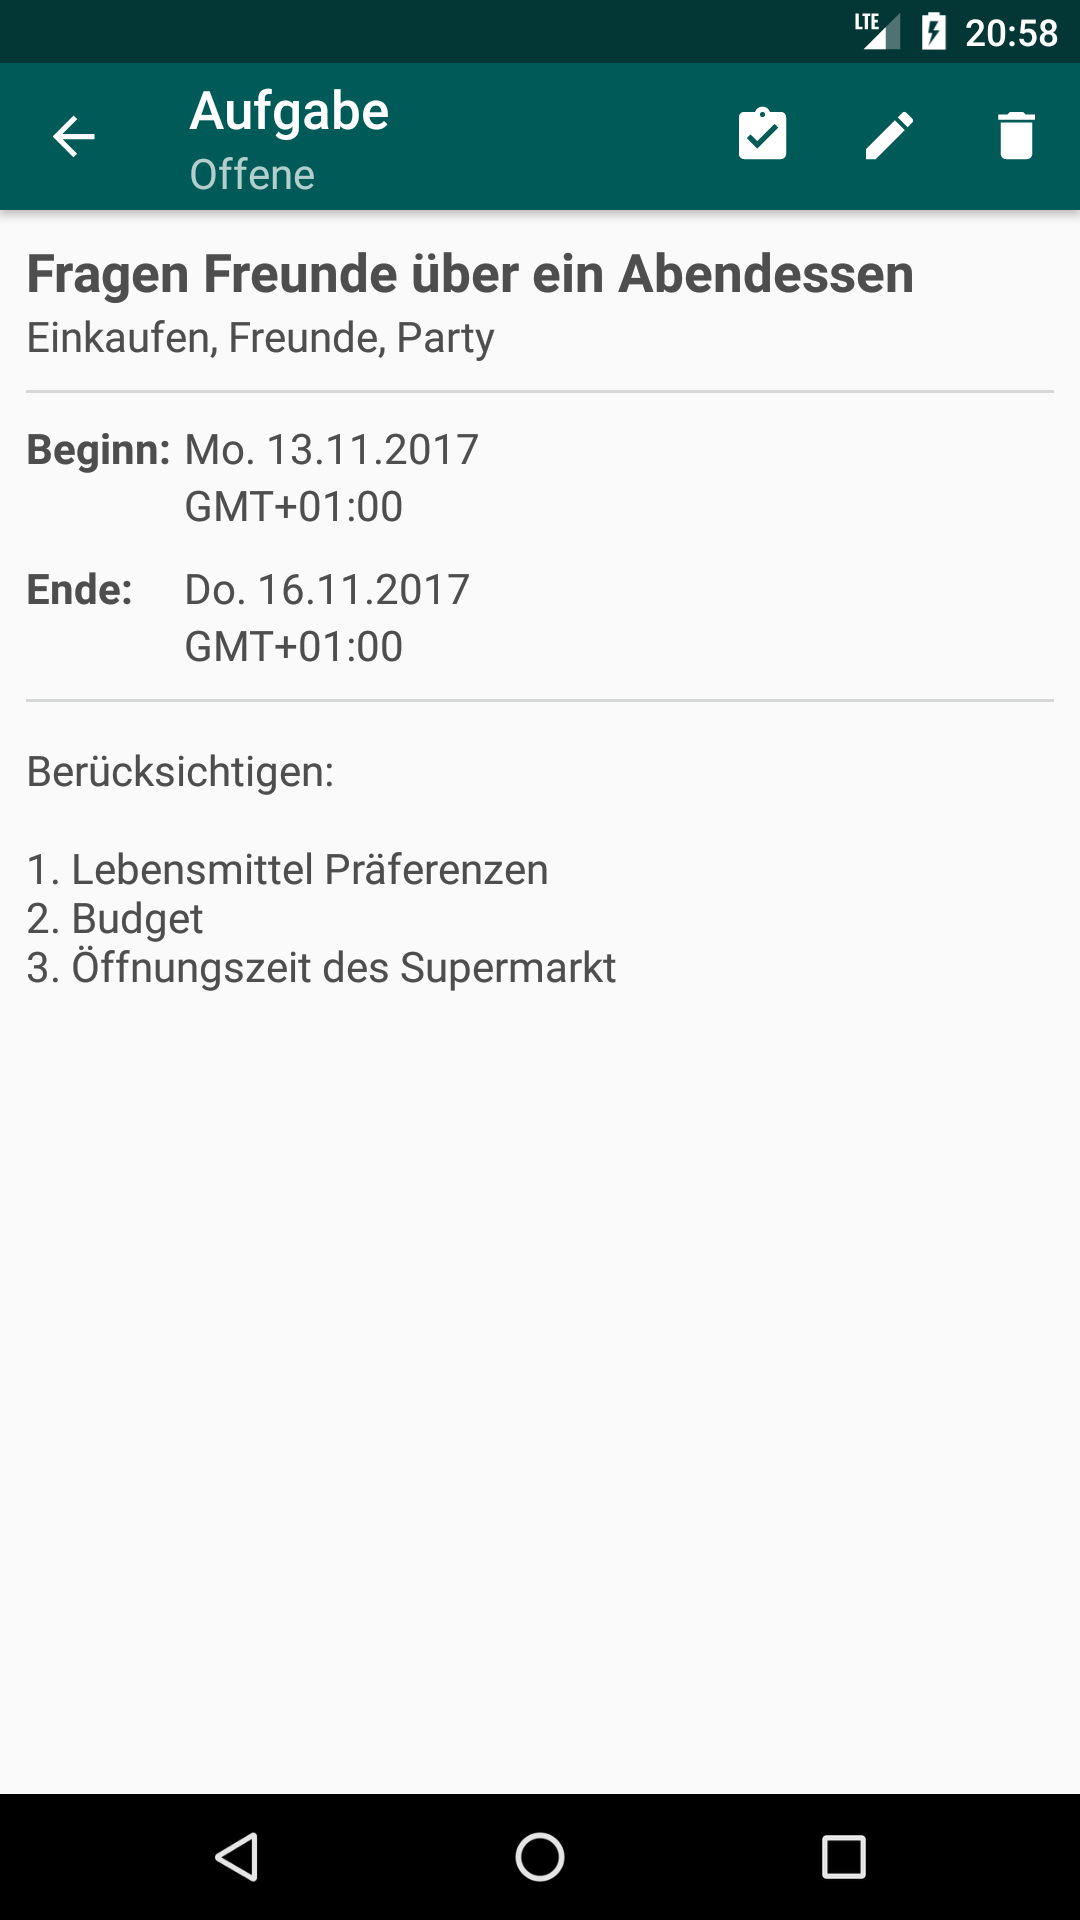 LTE 20:58
Aufgabe
Offene
Fragen Freunde über ein Abendessen
Einkaufen, Freunde, Party
Beginn: Mo. 13.11.2017
GMT+01:00
Ende: Do. 16.11.2017
GMT+01:00
Berücksichtigen:
1. Lebensmittel Präferenzen
2. Budget
3. Öffnungszeit des Supermarkt